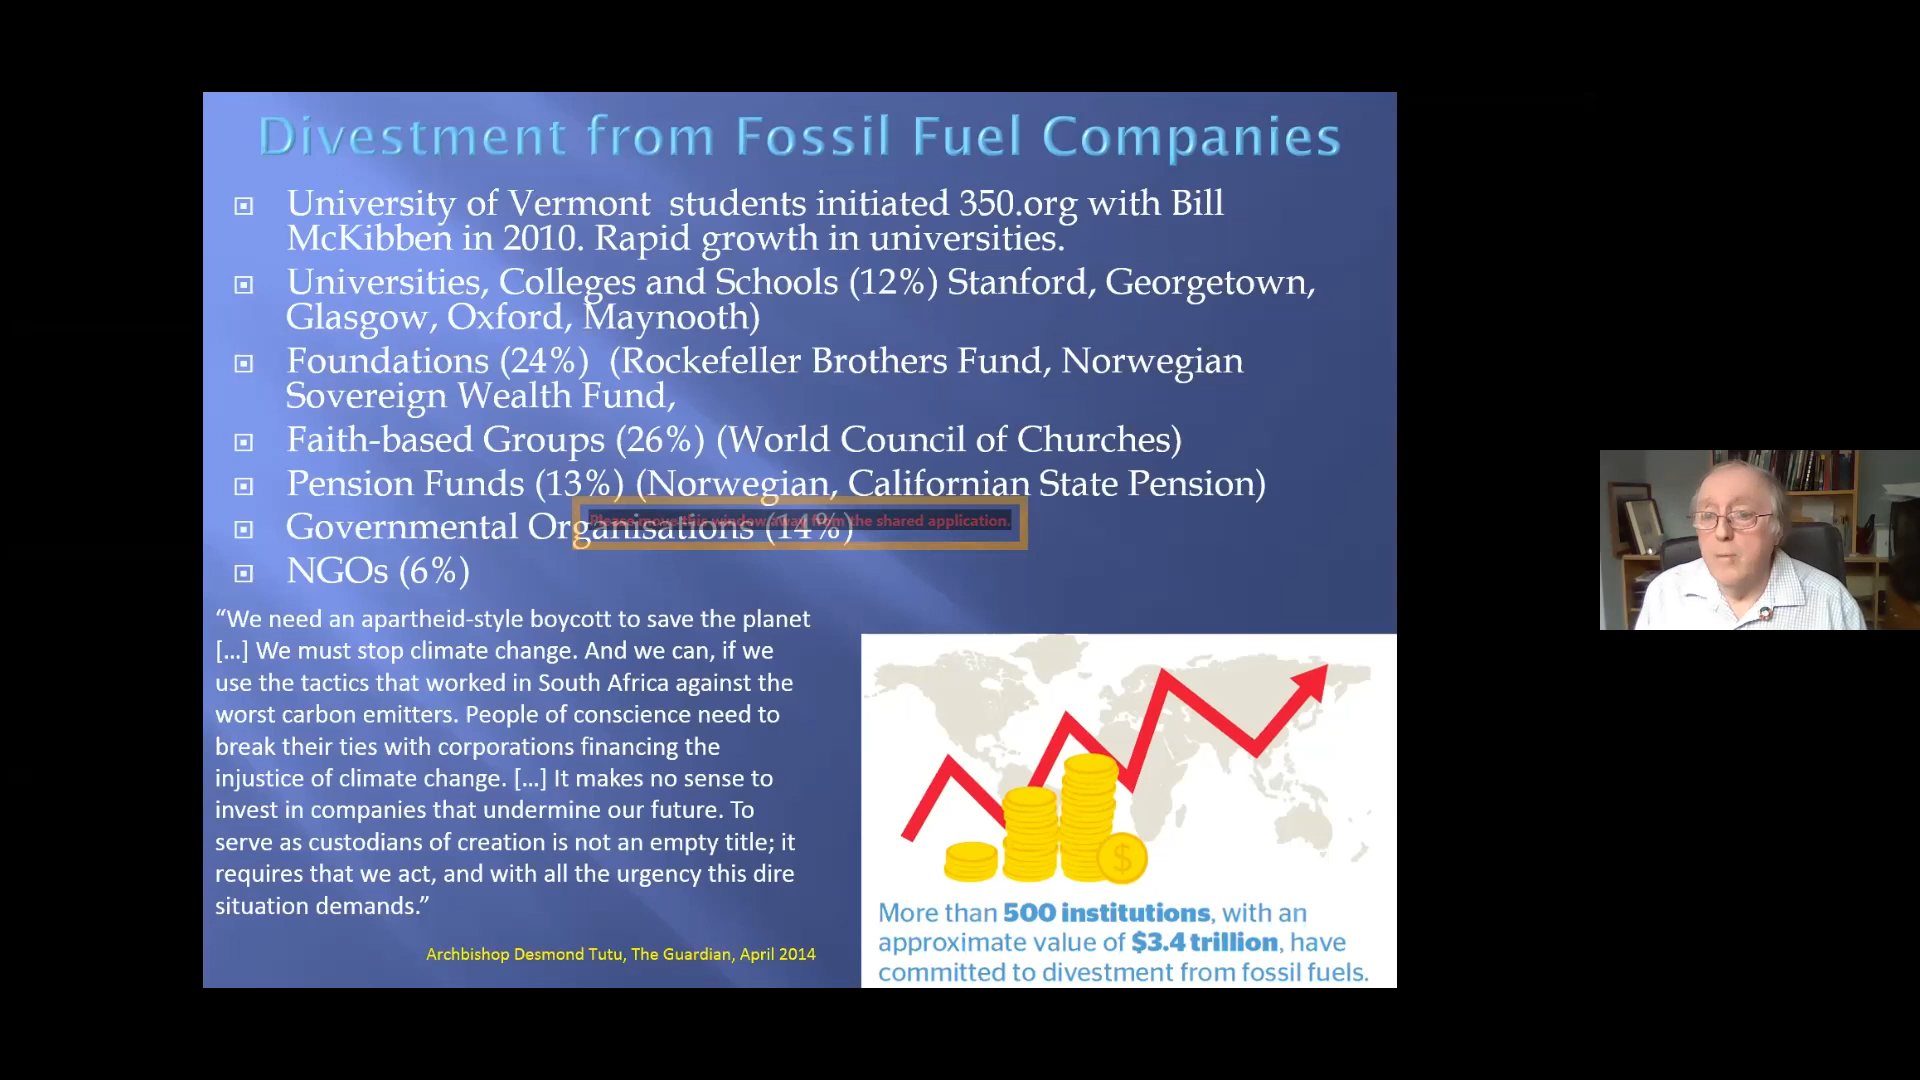 Divestment from Fossil Fuel Companies
University of Vermont students initiated 350.org with Bill
McKibben in 2010. Rapid growth in universities.
Universities, Colleges and Schools (12%) Stanford, Georgetown,
Glasgow, Oxford, Maynooth)
Foundations (24%) (Rockefeller Brothers Fund, Norwegian
Sovereign Wealth Fund,
Faith-based Groups (26%) (World Council of Churches)
Pension Funds (13%) (Norwegian, Californian State Pension)
Governmental Organisations (14%)
Please move this window away from the shared application.
NGOs (6%)
“We need an apartheid-style boycott to save the planet
[...] We must stop climate change. And we can, if we
use the tactics that worked in South Africa against the
worst carbon emitters. People of conscience need to
break their ties with corporations financing the
injustice of climate change. [...] It makes no sense to
invest in companies that undermine our future. To
serve as custodians of creation is not an empty title; it
requires that we act, and with all the urgency this dire
situation demands.”
Archbishop Desmond Tutu, The Guardian, April 2014
$
More than 500 institutions, with an
approximate value of $3.4 trillion, have
committed to divestment from fossil fuels.